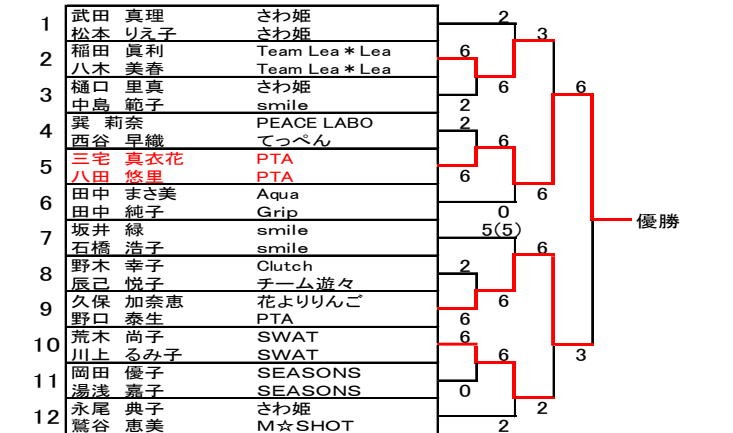 1 武田 真理 さわ姫
松本 りえ子 さわ姫
2 稲田 眞利 Team Lea＊Lea
八木 美春 Team Lea＊Lea
3 樋口 里真 さわ姫
中島 範子 smile
4 巽 莉奈 PEACE LABO
西谷 早織 てっぺん
5 三宅 真衣花 PTA
八田 悠里 PTA
6 田中 まさ美 Aqua
田中 純子 Grip
7 坂井 緑 smile
石橋 浩子 smile
8 野木 幸子 Clutch
辰己 悦子 チーム遊々
9 久保 加奈恵 花よりりんご
野口 泰生 PTA
10 荒木 尚子 SWAT
川上 るみ子 SWAT
11 岡田 優子 SEASONS
湯浅 嘉子 SEASONS
12 永尾 典子 さわ姫
鷲谷 恵美 M☆SHOT
2
3
6
6
6
2
2
6
6
6
0
優勝
5(5)
6
2
6
6
6
6
3
0
2
2